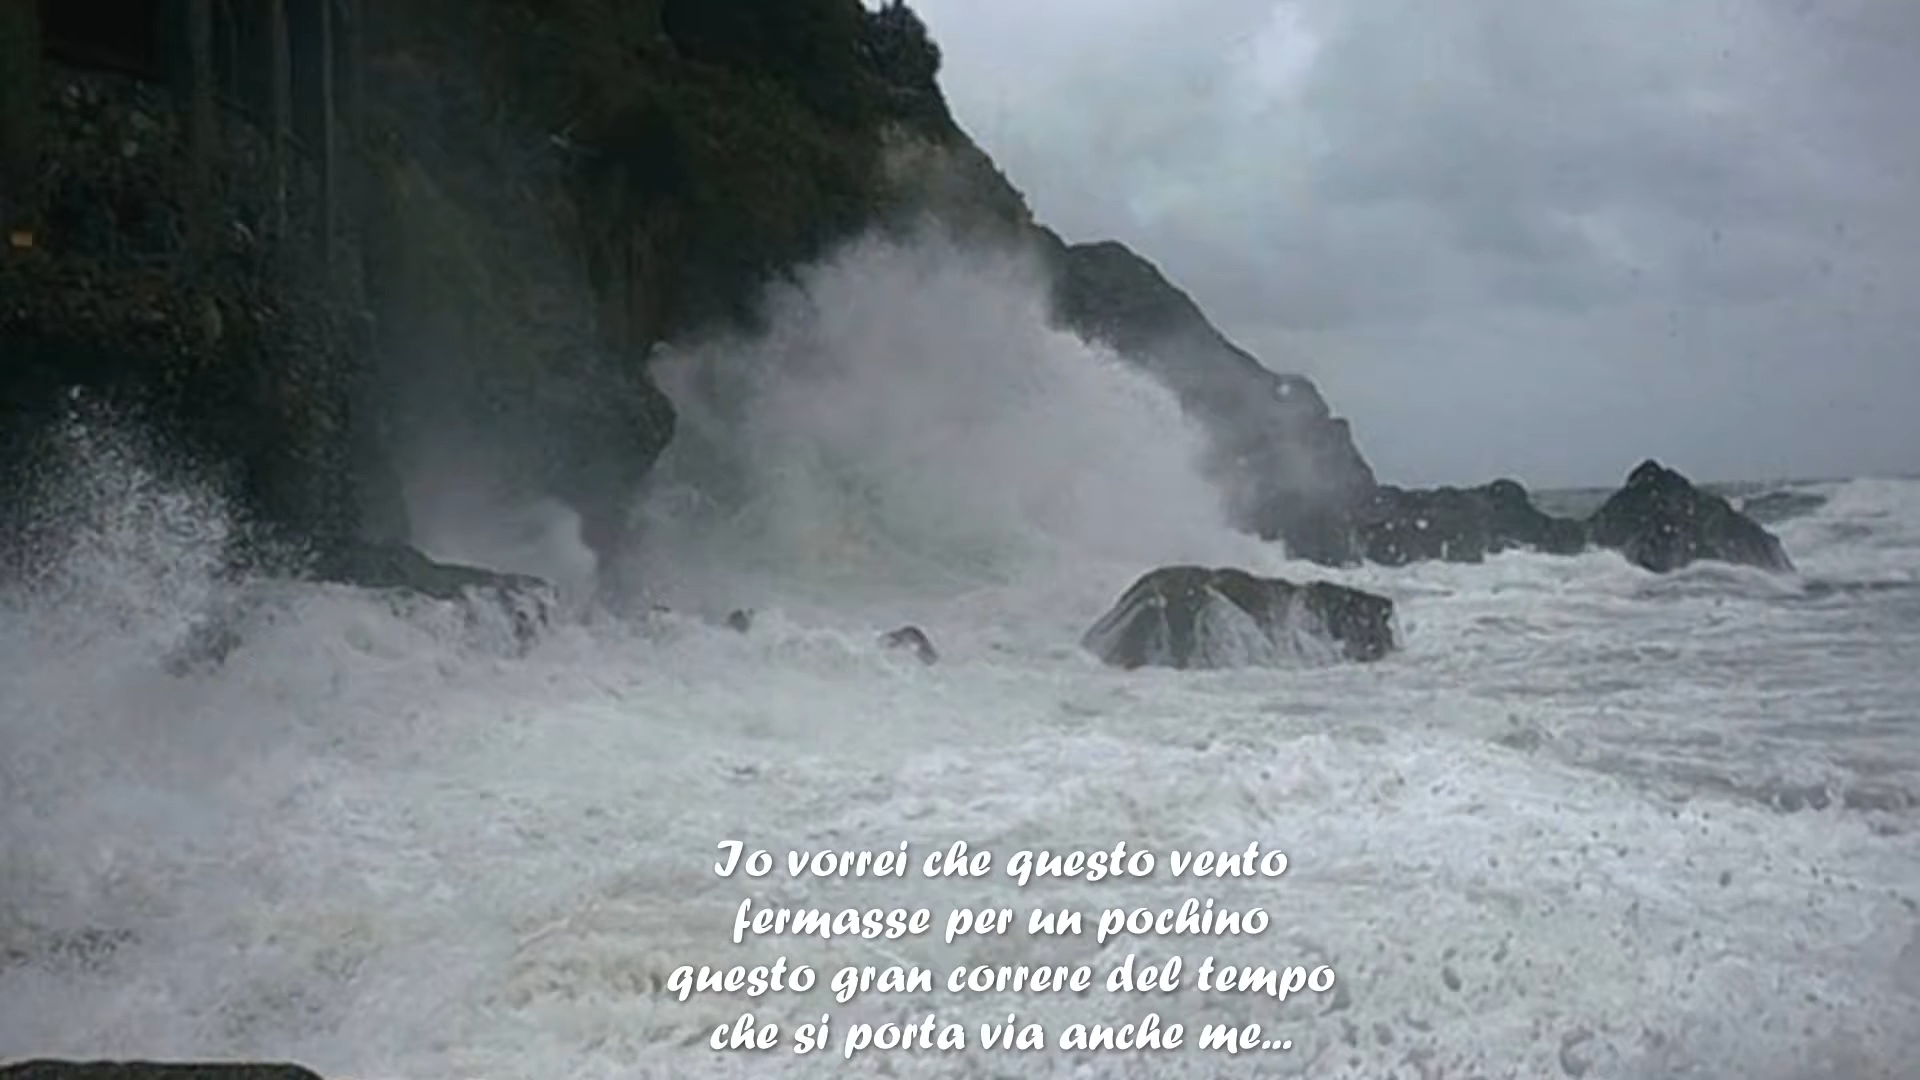 Io vorrei che questo vento
fermasse per un pochino
questo gran correre del tempo
che si porta via anche me...